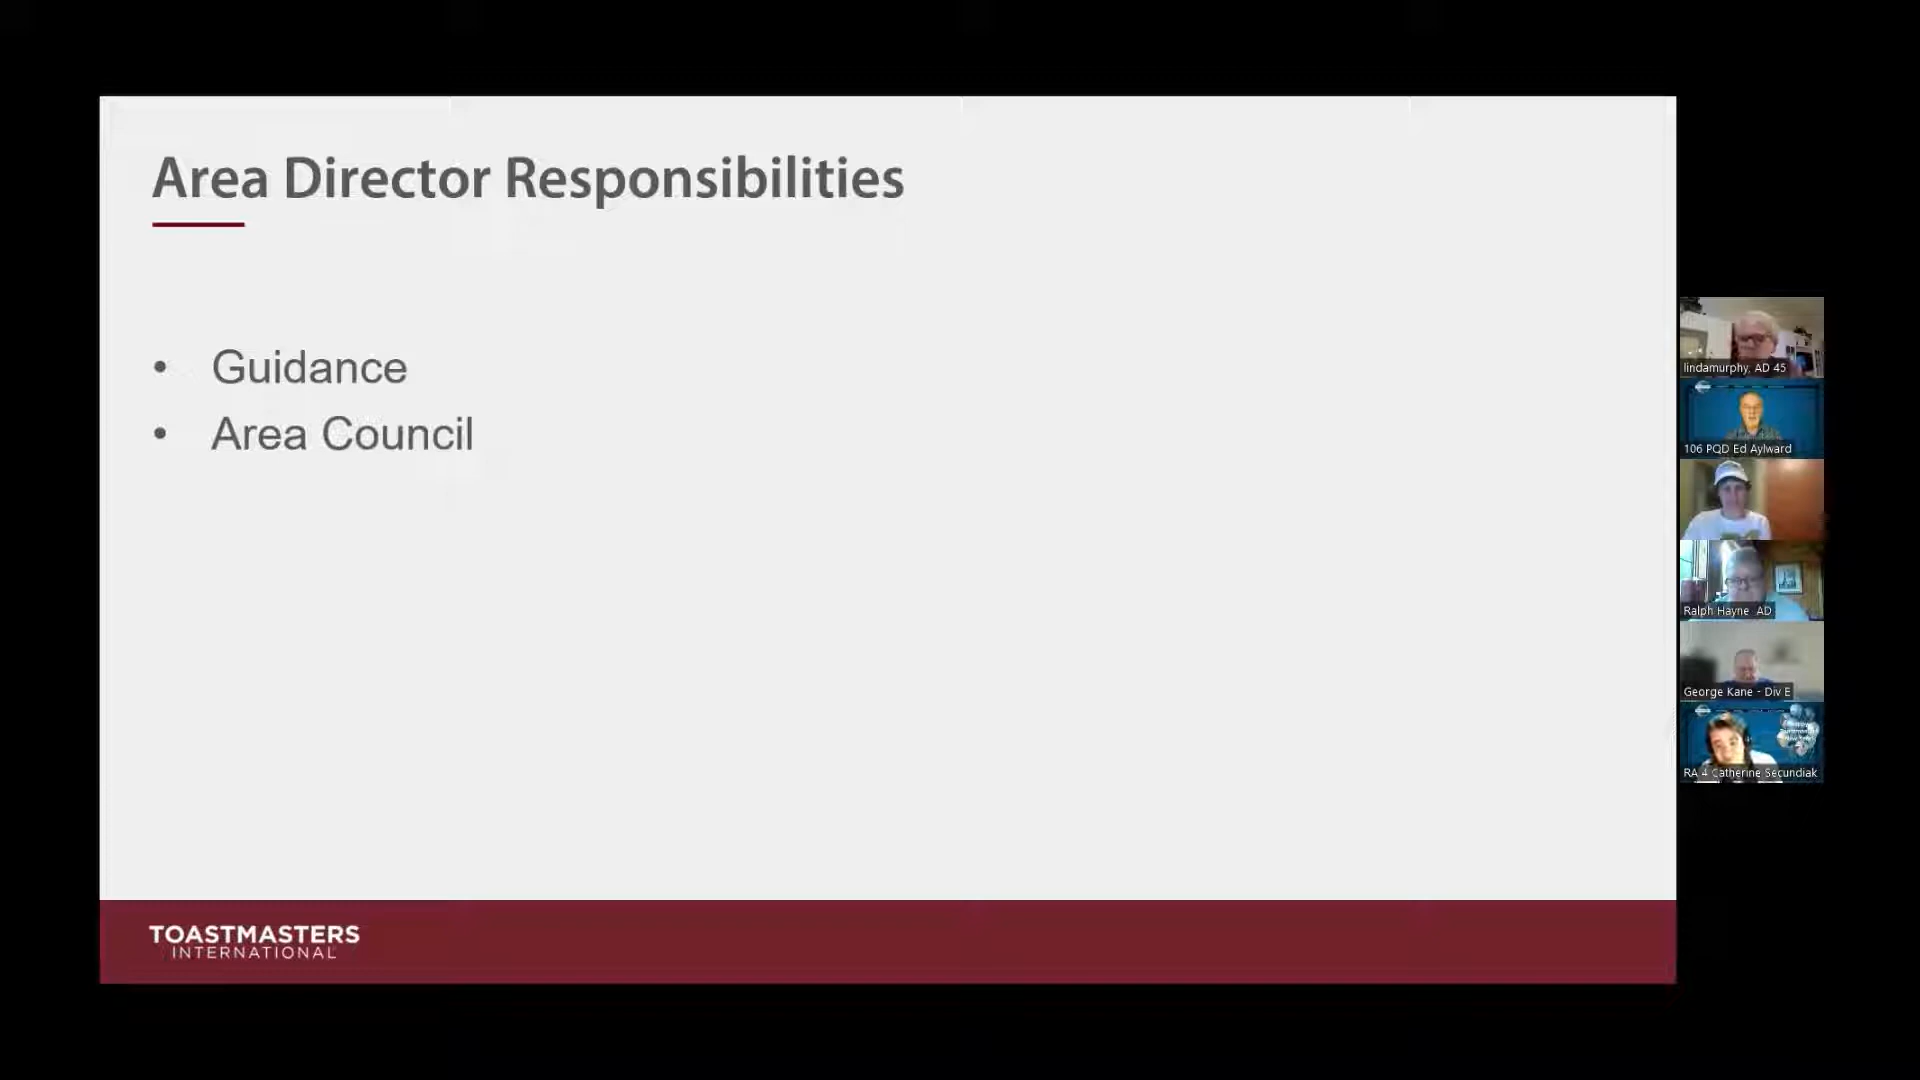 Area Director Responsibilities
• Guidance
• Area Council
TOASTMASTERS
INTERNATIONAL
lindamurphy, AD 45
106 PQD Ed Aylward
Ralph Hayne AD
George Kane - Div E
RA 4 Catherine Secundiak